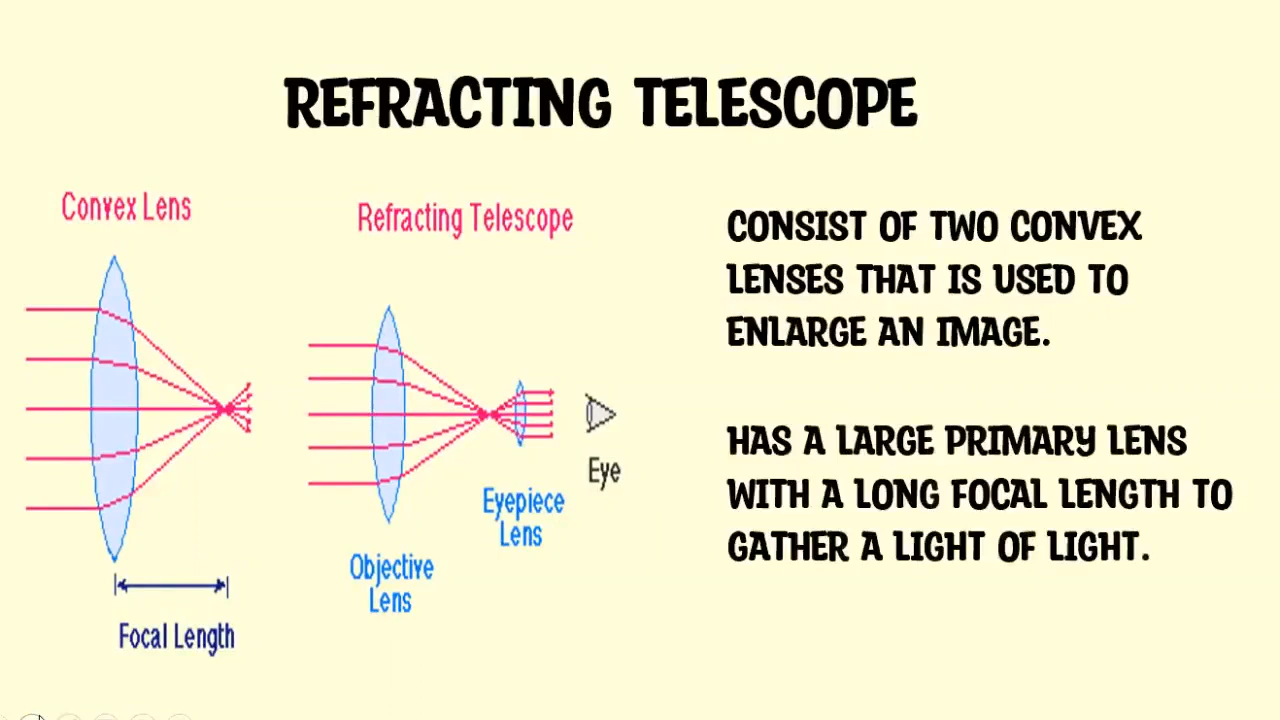 REFRACTING TELESCOPE
Convex Lens
Focal Length
Refracting Telescope
Objective
Lens
Eyepiece
Lens
Eye
CONSIST OF TWO CONVEX
LENSES THAT IS USED TO
ENLARGE AN IMAGE.
HAS A LARGE PRIMARY LENS
WITH A LONG FOCAL LENGTH TO
GATHER A LIGHT OF LIGHT.